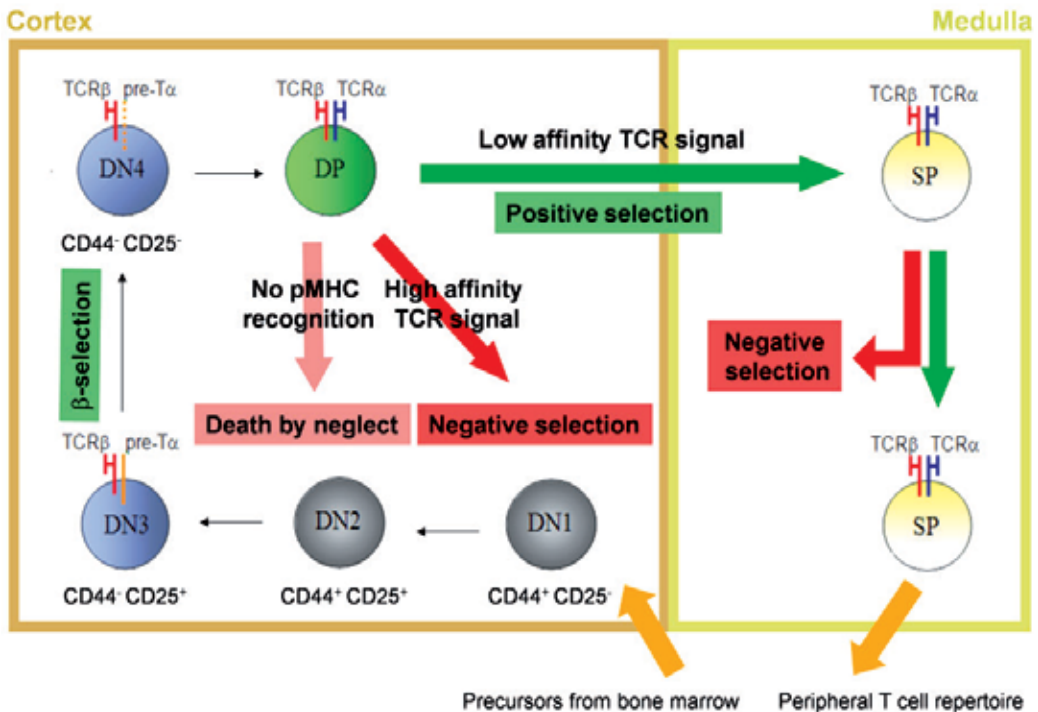 Cortex
Medulla
TCRβ pre-Tα
DN4
CD44⁻ CD25⁻
TCRβ TCRα
DP
Low affinity TCR signal
Positive selection
TCRβ TCRα
SP
No pMHC
recognition
High affinity
TCR signal
β-selection
Death by neglect
Negative selection
Negative
selection
TCRβ pre-Tα
DN3
CD44⁻ CD25⁺
DN2
CD44⁺ CD25⁺
DN1
CD44⁺ CD25⁻
TCRβ TCRα
SP
Precursors from bone marrow
Peripheral T cell repertoire